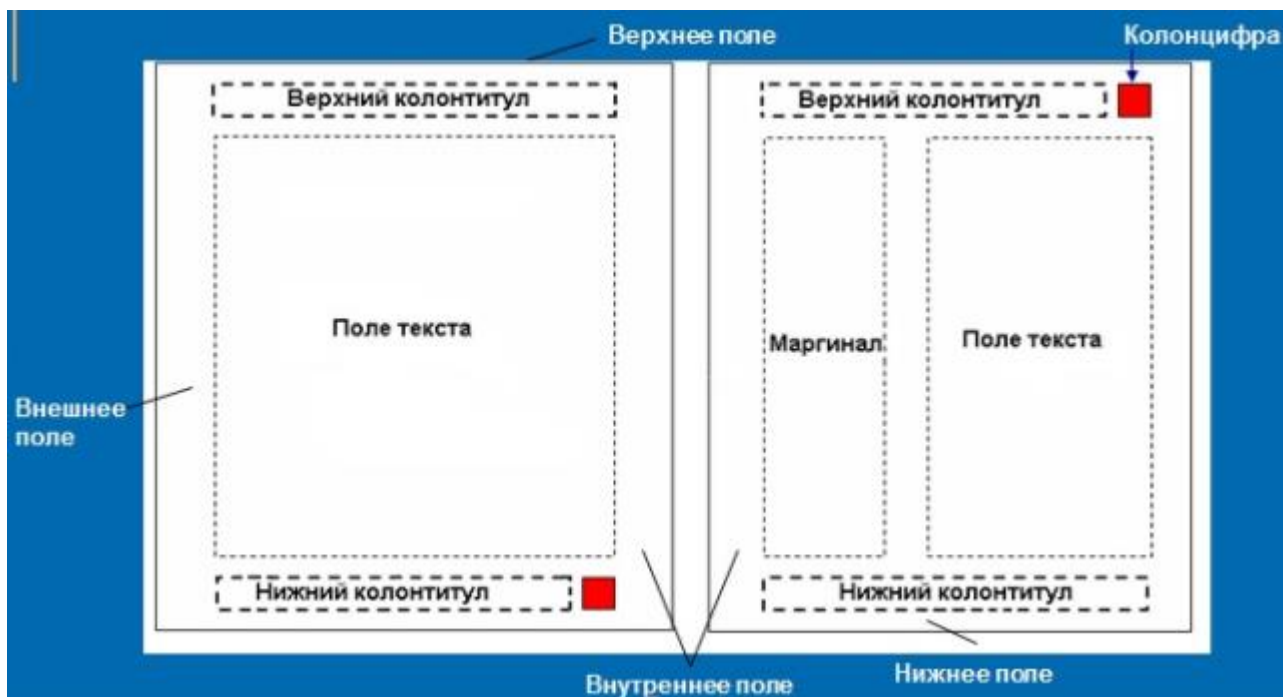 Верхнее поле
Колонцифра
Верхний колонтитул
Верхний колонтитул
Поле текста
Маргинал
Поле текста
Внешнее
поле
Нижний колонтитул
Нижний колонтитул
Внутреннее поле
Нижнее поле